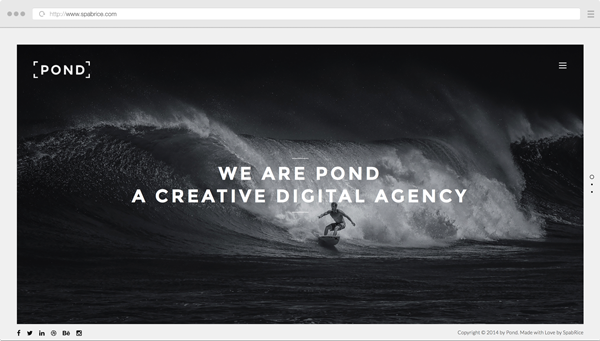 http://www.spabrice.com
[POND]
WE ARE POND
A CREATIVE DIGITAL AGENCY
Bē
Copyright © 2014 by Pond. Made with Love by SpabRice